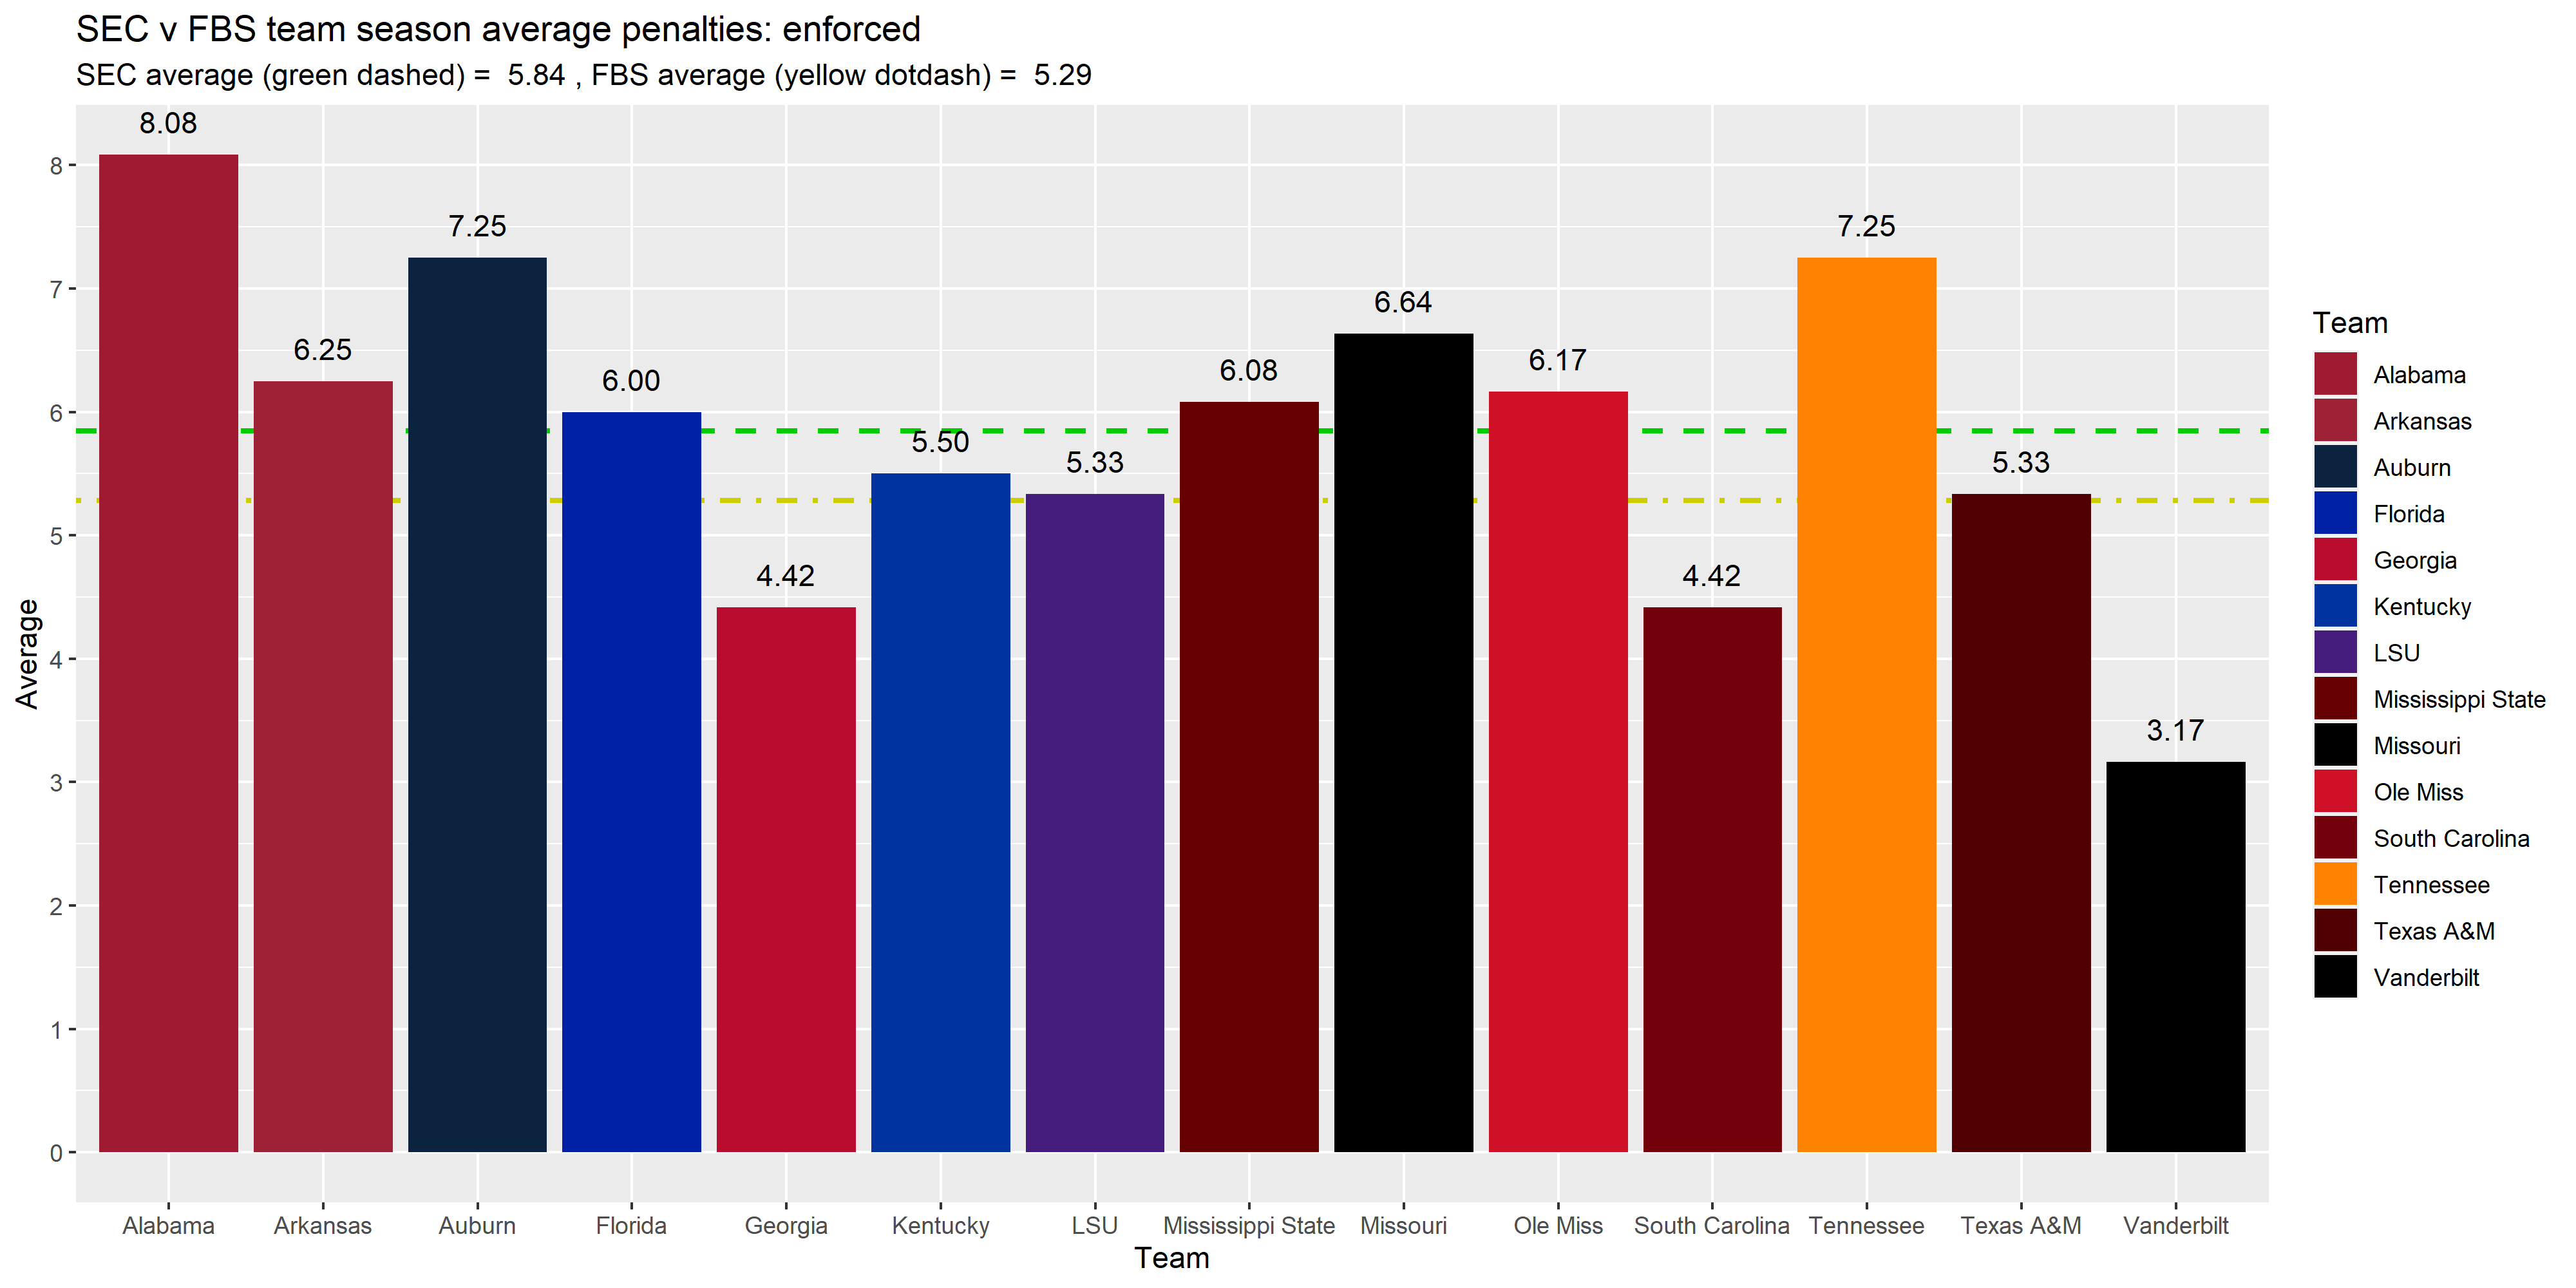 SEC v FBS team season average penalties: enforced
SEC average (green dashed) =  5.84 , FBS average (yellow dotdash) =  5.29
8.08
6.25
7.25
6.00
4.42
5.50
5.33
6.08
6.64
6.17
4.42
7.25
5.33
3.17
8
7
6
5
4
3
2
1
0
Average
Alabama
Arkansas
Auburn
Florida
Georgia
Kentucky
LSU
Mississippi State
Missouri
Ole Miss
South Carolina
Tennessee
Texas A&M
Vanderbilt
Team
Team
Alabama
Arkansas
Auburn
Florida
Georgia
Kentucky
LSU
Mississippi State
Missouri
Ole Miss
South Carolina
Tennessee
Texas A&M
Vanderbilt